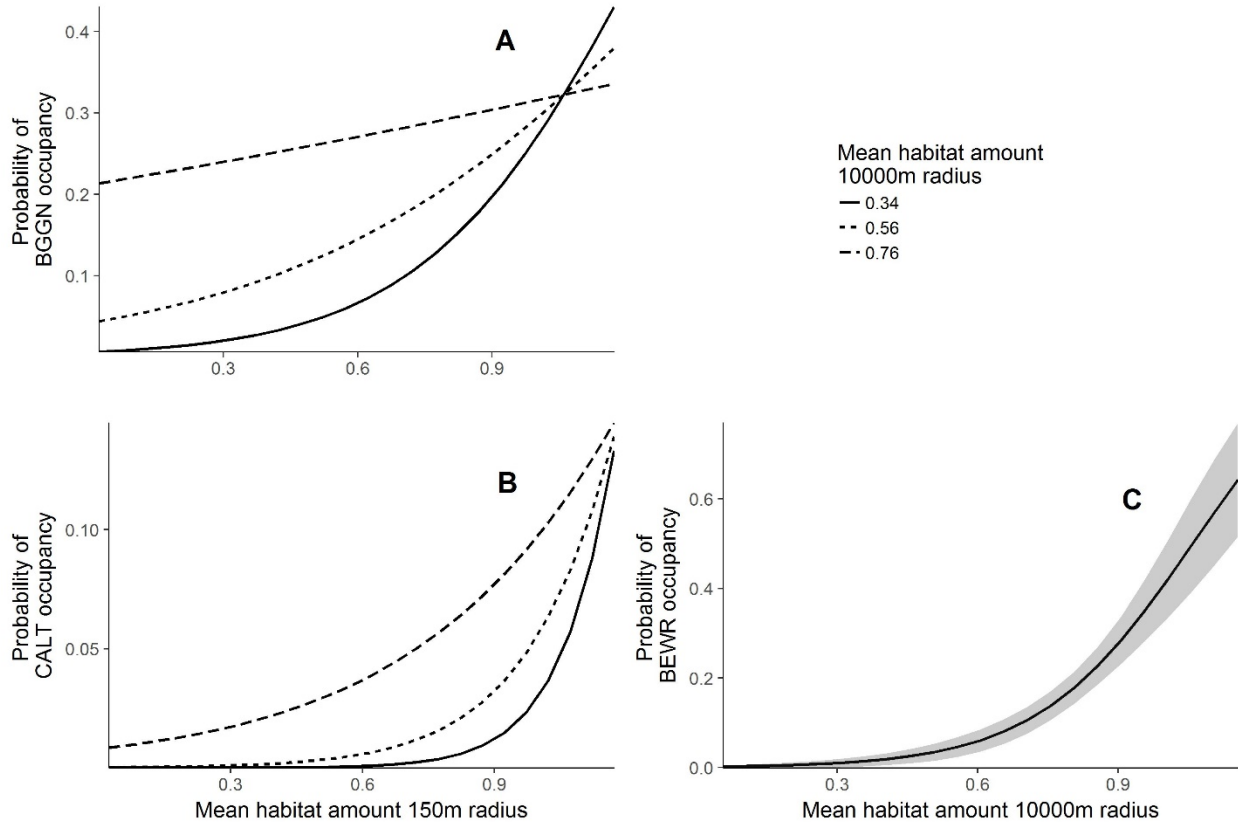 A
0.4
0.3
0.2
0.1
Probability of
BGGN occupancy
0.3
0.6
0.9
Mean habitat amount
10000m radius
0.34
0.56
0.76
B
0.10
0.05
Probability of
CALT occupancy
0.3
0.6
0.9
Mean habitat amount 150m radius
C
0.6
0.4
0.2
0.0
Probability of
BEWR occupancy
0.3
0.6
0.9
Mean habitat amount 10000m radius